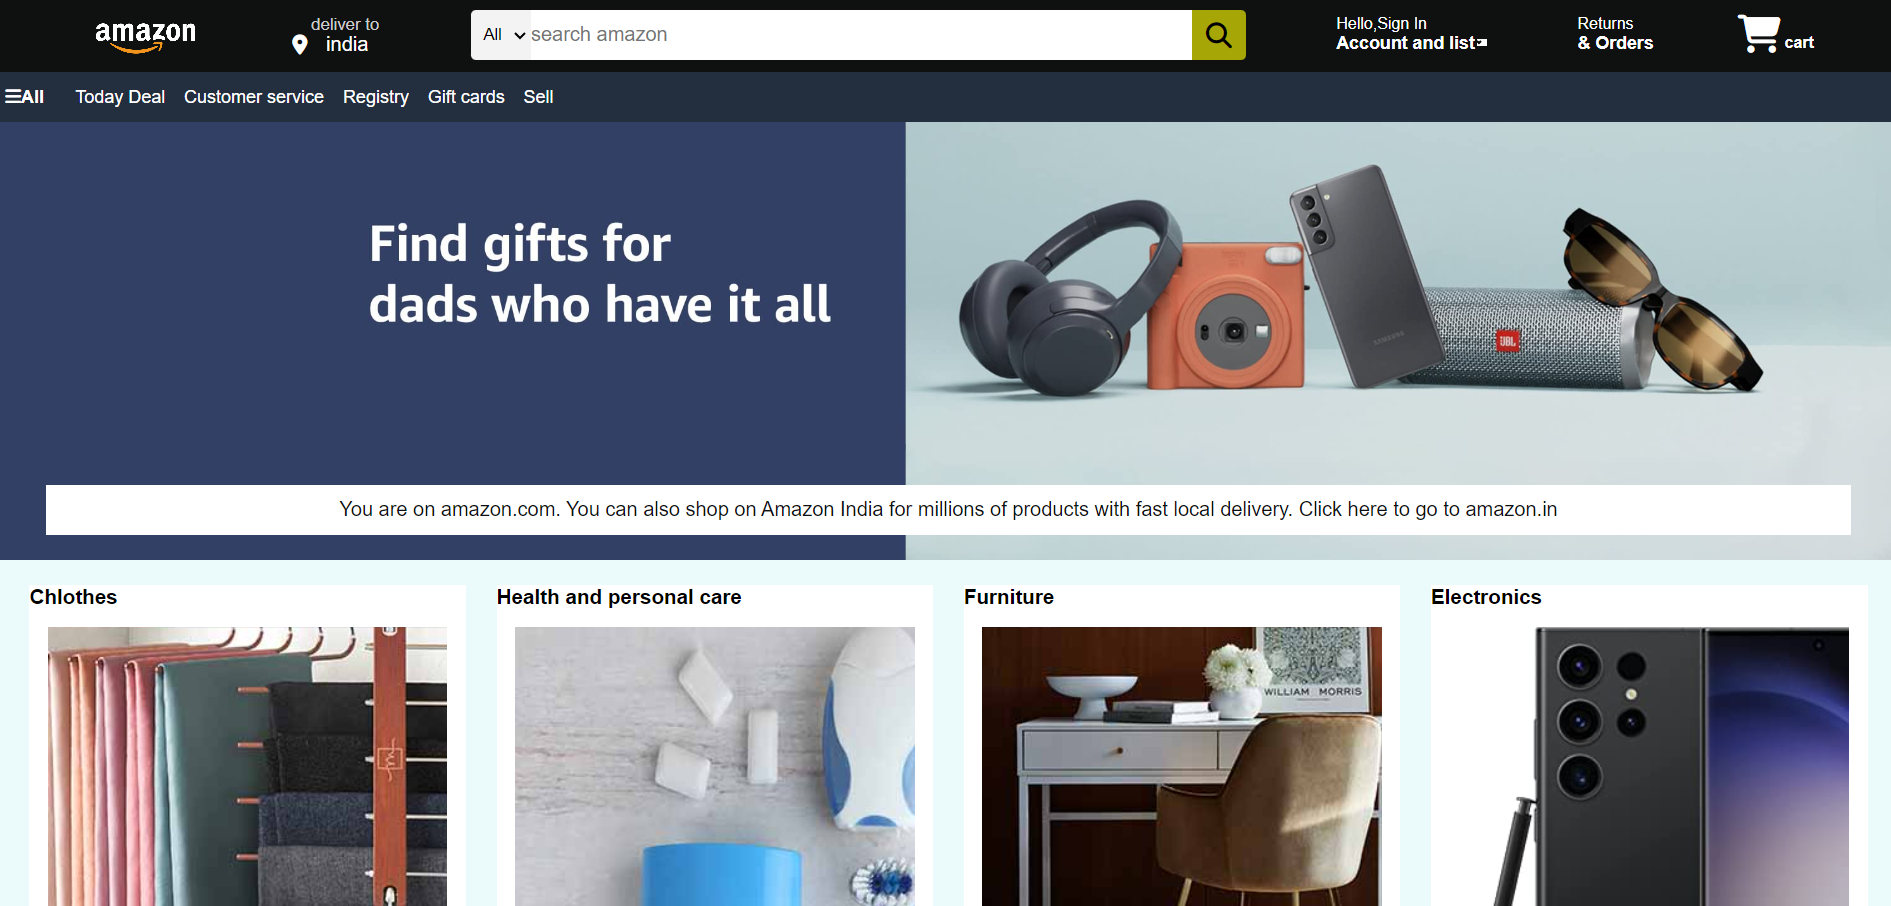 amazon
deliver to
india
All
search amazon
Hello,Sign In
Account and list
Returns
& Orders
cart
All
Today Deal
Customer service
Registry
Gift cards
Sell
Find gifts for
dads who have it all
SAMSUNG
JBL
You are on amazon.com. You can also shop on Amazon India for millions of products with fast local delivery. Click here to go to amazon.in
Chlothes
Health and personal care
Furniture
Electronics
WILLIAM MORRIS